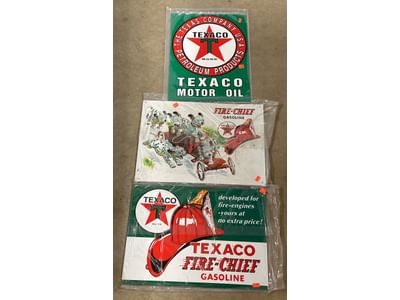 THE TEXAS COMPANY U.S.A.
TEXACO
T
PETROLEUM PRODUCTS
TEXACO
MOTOR OIL
FIRE-CHIEF
GASOLINE
TEXACO
T
TEXACO
T
developed for
fire-engines
-yours at
no extra price!
TEXACO
FIRE-CHIEF
GASOLINE